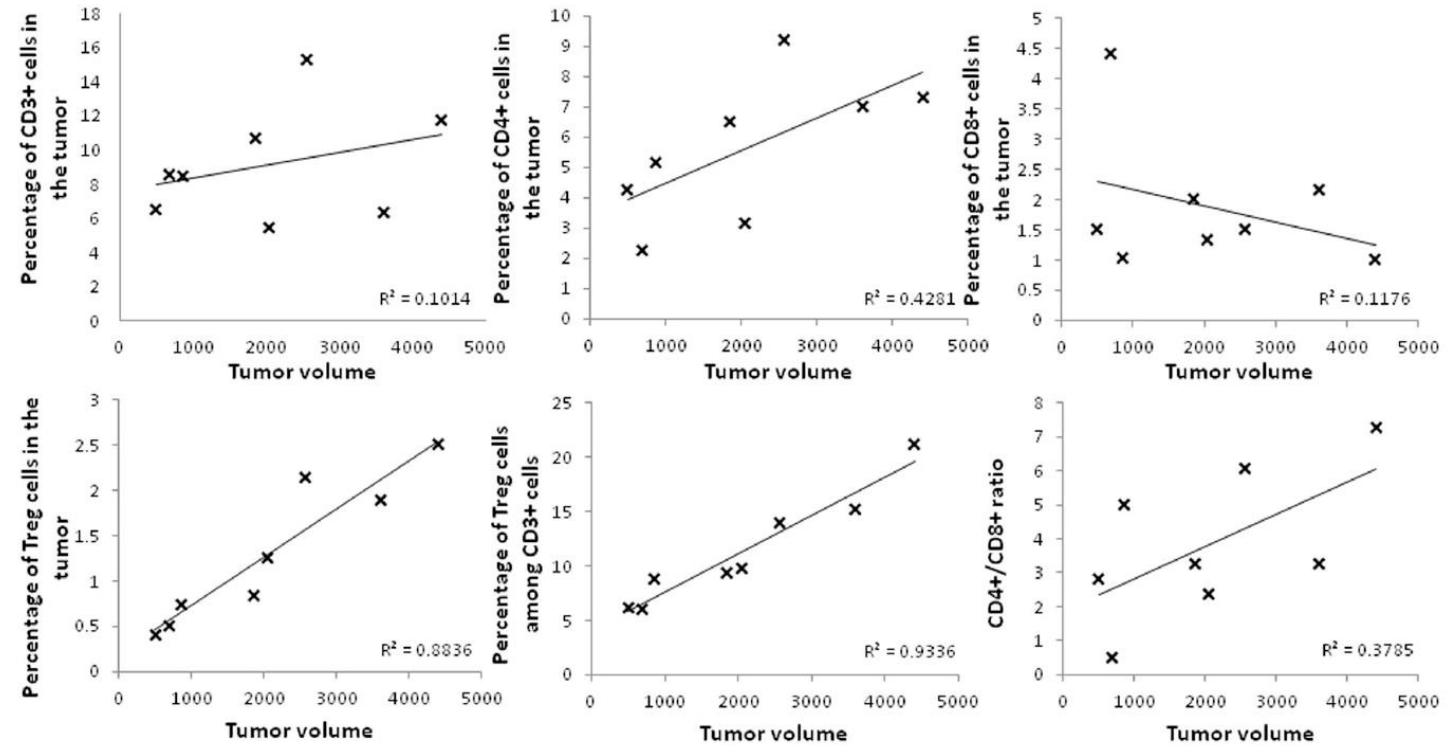 Percentage of CD3+ cells in
the tumor
18
16
14
12
10
8
6
4
2
0
R² = 0.1014
0 1000 2000 3000 4000 5000
Tumor volume
Percentage of CD4+ cells in
the tumor
10
9
8
7
6
5
4
3
2
1
0
R² = 0.4281
0 1000 2000 3000 4000 5000
Tumor volume
Percentage of CD8+ cells in
the tumor
5
4.5
4
3.5
3
2.5
2
1.5
1
0.5
0
R² = 0.1176
0 1000 2000 3000 4000 5000
Tumor volume
Percentage of Treg cells in the
tumor
3
2.5
2
1.5
1
0.5
0
R² = 0.8836
0 1000 2000 3000 4000 5000
Tumor volume
Percentage of Treg cells
among CD3+ cells
25
20
15
10
5
0
R² = 0.9336
0 1000 2000 3000 4000 5000
Tumor volume
CD4+/CD8+ ratio
8
7
6
5
4
3
2
1
0
R² = 0.3785
0 1000 2000 3000 4000 5000
Tumor volume